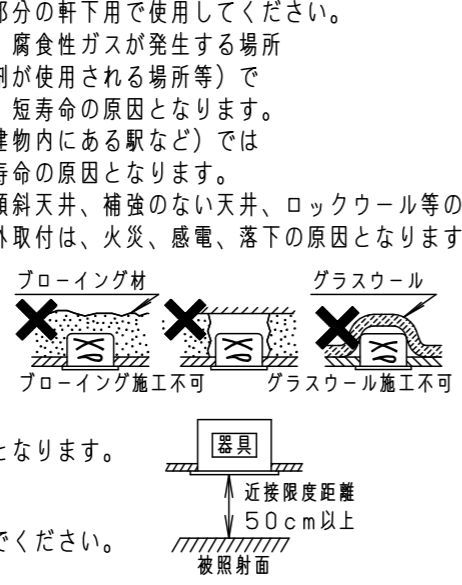 部分の軒下用で使用してください。
腐食性ガスが発生する場所
剤が使用される場所等）で
短寿命の原因となります。
建物内にある駅など）では
寿命の原因となります。
傾斜天井、補強のない天井、ロックウール等の
外取付は、火災、感電、落下の原因となります
ブローイング材
グラスウール
ブローイング施工不可
グラスウール施工不可
となります。
器具
近接限度距離
50cm以上
でください。
被照射面